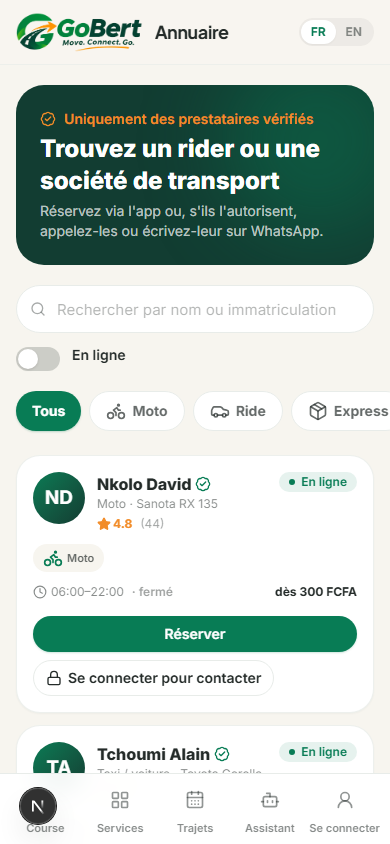 GoBert
Move. Connect. Go.
Annuaire
FR
EN
Uniquement des prestataires vérifiés
Trouvez un rider ou une
société de transport
Réservez via l'app ou, s'ils l'autorisent,
appelez-les ou écrivez-leur sur WhatsApp.
Rechercher par nom ou immatriculation
En ligne
Tous
Moto
Ride
Express
ND
Nkolo David
En ligne
Moto · Sanota RX 135
4.8 (44)
Moto
06:00–22:00 · fermé
dès 300 FCFA
Réserver
Se connecter pour contacter
TA
Tchoumi Alain
En ligne
Taxi / voiture · Toyota Corolla
N
Course
Services
Trajets
Assistant
Se connecter